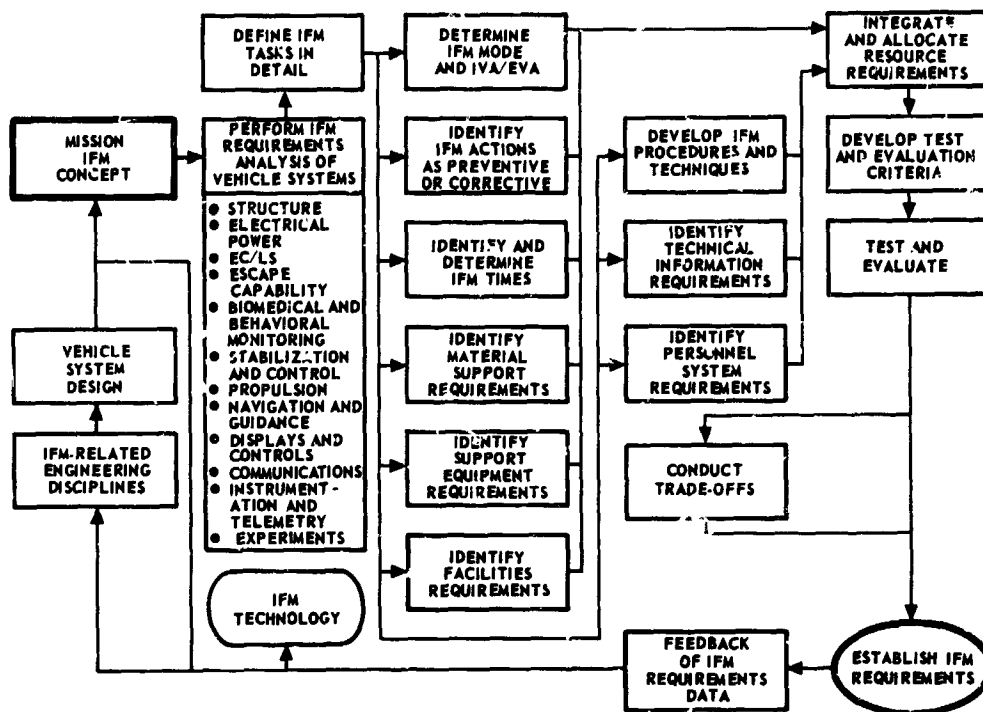 DEFINE IFM
TASKS IN
DETAIL
DETERMINE
IFM MODE
AND IVA/EVA
INTEGRATE
AND ALLOCATE
RESOURCE
REQUIREMENTS
MISSION
IFM
CONCEPT
PERFORM IFM
REQUIREMENTS
ANALYSIS OF
VEHICLE SYSTEMS
● STRUCTURE
● ELECTRICAL
POWER
● EC/LS
● ESCAPE
CAPABILITY
● BIOMEDICAL AND
BEHAVIORAL
MONITORING
● STABILIZATION
AND CONTROL
● PROPULSION
● NAVIGATION AND
GUIDANCE
● DISPLAYS AND
CONTROLS
● COMMUNICATIONS
● INSTRUMENT-
ATION AND
TELEMETRY
● EXPERIMENTS
IDENTIFY
IFM ACTIONS
AS PREVENTIVE
OR CORRECTIVE
DEVELOP IFM
PROCEDURES AND
TECHNIQUES
DEVELOP TEST
AND EVALUATION
CRITERIA
IDENTIFY AND
DETERMINE
IFM TIMES
IDENTIFY
TECHNICAL
INFORMATION
REQUIREMENTS
TEST AND
EVALUATE
VEHICLE
SYSTEM
DESIGN
IDENTIFY
MATERIAL
SUPPORT
REQUIREMENTS
IDENTIFY
PERSONNEL
SYSTEM
REQUIREMENTS
IFM-RELATED
ENGINEERING
DISCIPLINES
IDENTIFY
SUPPORT
EQUIPMENT
REQUIREMENTS
CONDUCT
TRADE-OFFS
IDENTIFY
FACILITIES
REQUIREMENTS
IFM
TECHNOLOGY
FEEDBACK
OF IFM
REQUIREMENTS
DATA
ESTABLISH IFM
REQUIREMENTS